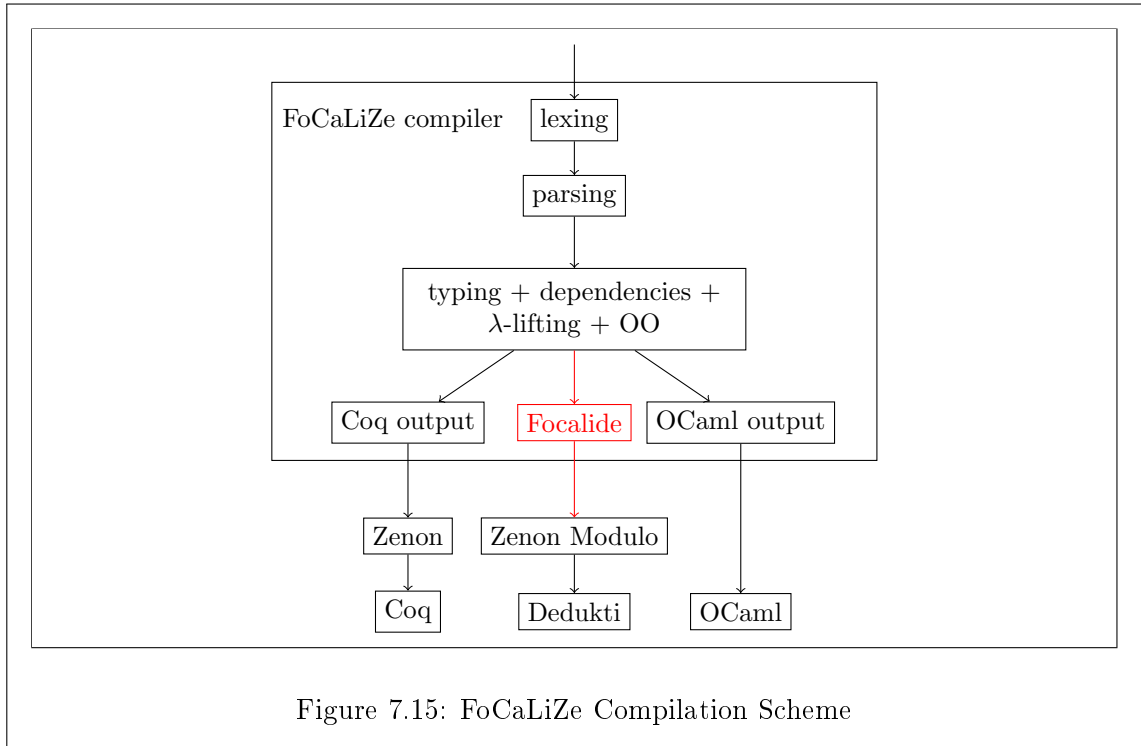 FoCaLiZe compiler
lexing
parsing
typing + dependencies +
λ-lifting + OO
Coq output
Focalide
OCaml output
Zenon
Zenon Modulo
Coq
Dedukti
OCaml
Figure 7.15: FoCaLiZe Compilation Scheme